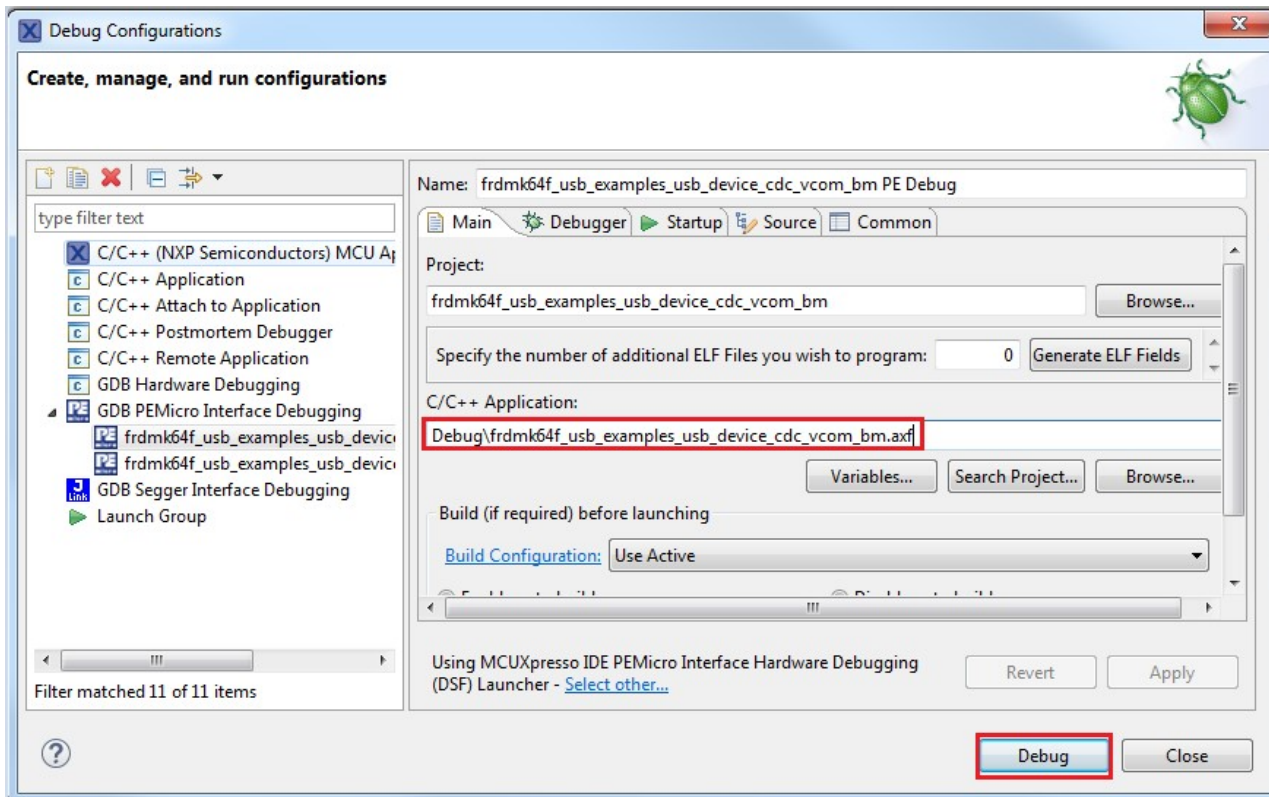 Debug Configurations
Create, manage, and run configurations
type filter text
C/C++ (NXP Semiconductors) MCU Ap
C/C++ Application
C/C++ Attach to Application
C/C++ Postmortem Debugger
C/C++ Remote Application
GDB Hardware Debugging
GDB PEMicro Interface Debugging
frdmk64f_usb_examples_usb_device
frdmk64f_usb_examples_usb_device
GDB Segger Interface Debugging
Launch Group
Filter matched 11 of 11 items
Name: frdmk64f_usb_examples_usb_device_cdc_vcom_bm PE Debug
Main Debugger Startup Source Common
Project:
frdmk64f_usb_examples_usb_device_cdc_vcom_bm Browse...
Specify the number of additional ELF Files you wish to program: 0 Generate ELF Fields
C/C++ Application:
Debug\frdmk64f_usb_examples_usb_device_cdc_vcom_bm.axf
Variables... Search Project... Browse...
Build (if required) before launching
Build Configuration: Use Active
Using MCUXpresso IDE PEMicro Interface Hardware Debugging
(DSF) Launcher - Select other...
Revert Apply
Debug Close